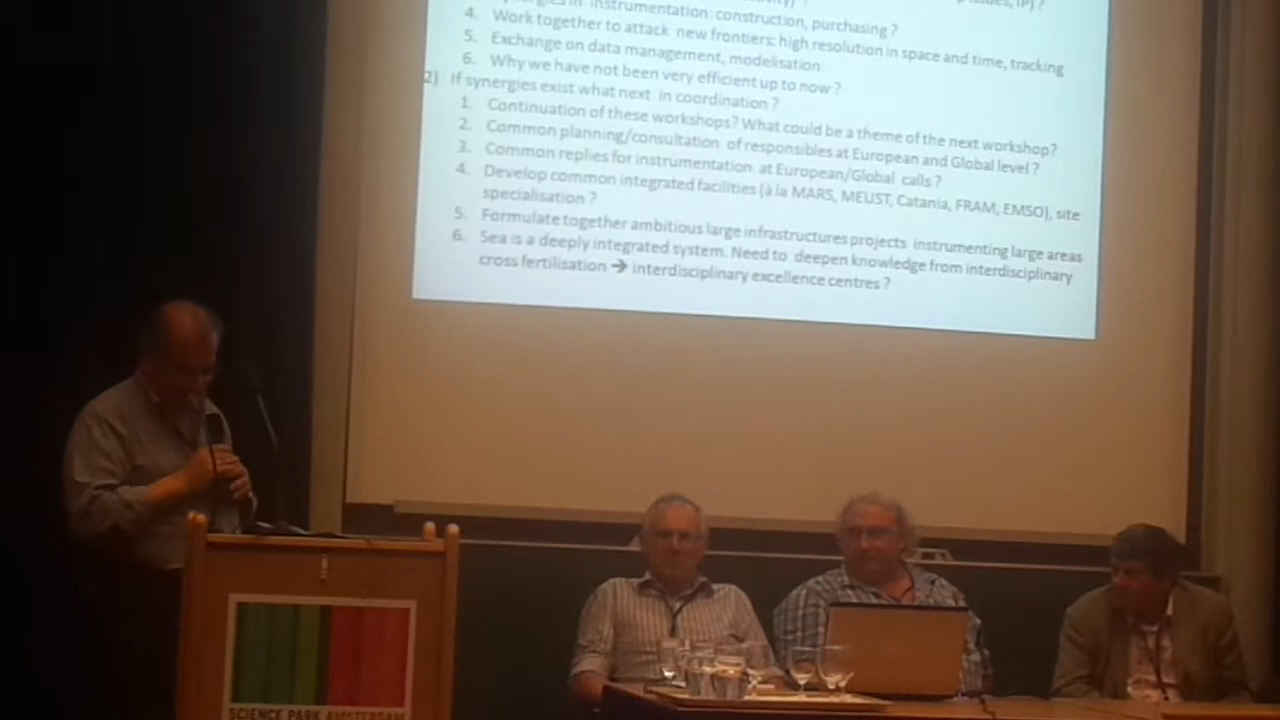 in instrumentation: construction, purchasing ?
4. Work together to attack new frontiers: high resolution in space and time, tracking
5. Exchange on data management, modelisation
6. Why we have not been very efficient up to now ?
2) If synergies exist what next in coordination ?
1. Continuation of these workshops? What could be a theme of the next workshop?
2. Common planning/consultation of responsibles at European and Global level ?
3. Common replies for instrumentation at European/Global calls ?
4. Develop common integrated facilities (à la MARS, MEUST, Catania, FRAM, EMSO), site
specialisation ?
5. Formulate together ambitious large infrastructures projects instrumenting large areas
6. Sea is a deeply integrated system. Need to deepen knowledge from interdisciplinary
cross fertilisation ➔ interdisciplinary excellence centres ?
SCIENCE PARK AMSTERDAM